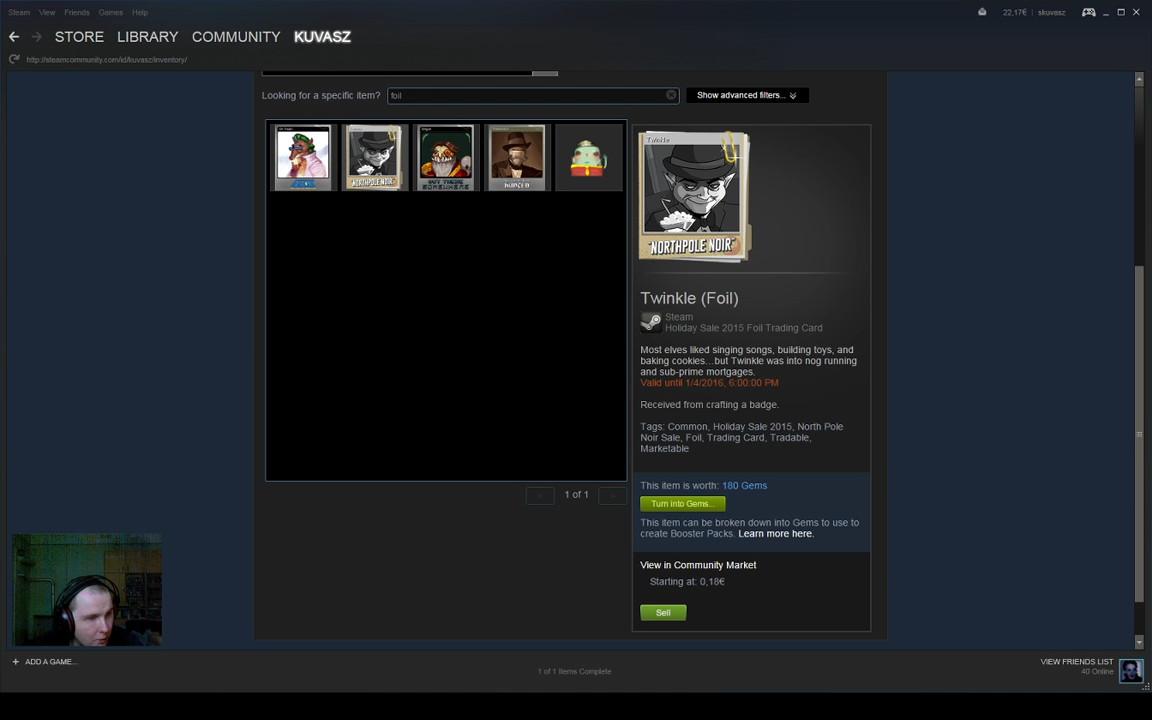 Steam View Friends Games Help
22,17€ skuvasz
STORE LIBRARY COMMUNITY KUVASZ
http://steamcommunity.com/id/kuvasz/inventory/
Looking for a specific item? foil Show advanced filters...
NORTHPOLE NOIR
OUT THERE SOMEWHERE
Twinkle
"NORTHPOLE NOIR"
Twinkle (Foil)
Steam
Holiday Sale 2015 Foil Trading Card
Most elves liked singing songs, building toys, and
baking cookies...but Twinkle was into nog running
and sub-prime mortgages.
Valid until 1/4/2016, 6:00:00 PM
Received from crafting a badge.
Tags: Common, Holiday Sale 2015, North Pole
Noir Sale, Foil, Trading Card, Tradable,
Marketable
This item is worth: 180 Gems
1 of 1
Turn into Gems...
This item can be broken down into Gems to use to
create Booster Packs. Learn more here.
View in Community Market
Starting at: 0,18€
Sell
+ ADD A GAME...
1 of 1 Items Complete
VIEW FRIENDS LIST
40 Online